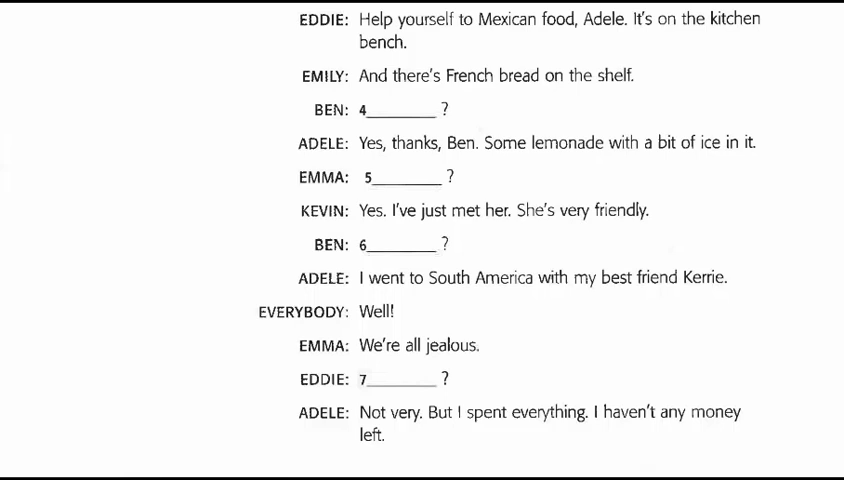 EDDIE: Help yourself to Mexican food, Adele. It's on the kitchen
bench.
EMILY: And there's French bread on the shelf.
BEN: 4________ ?
ADELE: Yes, thanks, Ben. Some lemonade with a bit of ice in it.
EMMA: 5________ ?
KEVIN: Yes. I've just met her. She's very friendly.
BEN: 6________ ?
ADELE: I went to South America with my best friend Kerrie.
EVERYBODY: Well!
EMMA: We're all jealous.
EDDIE: 7________ ?
ADELE: Not very. But I spent everything. I haven't any money
left.